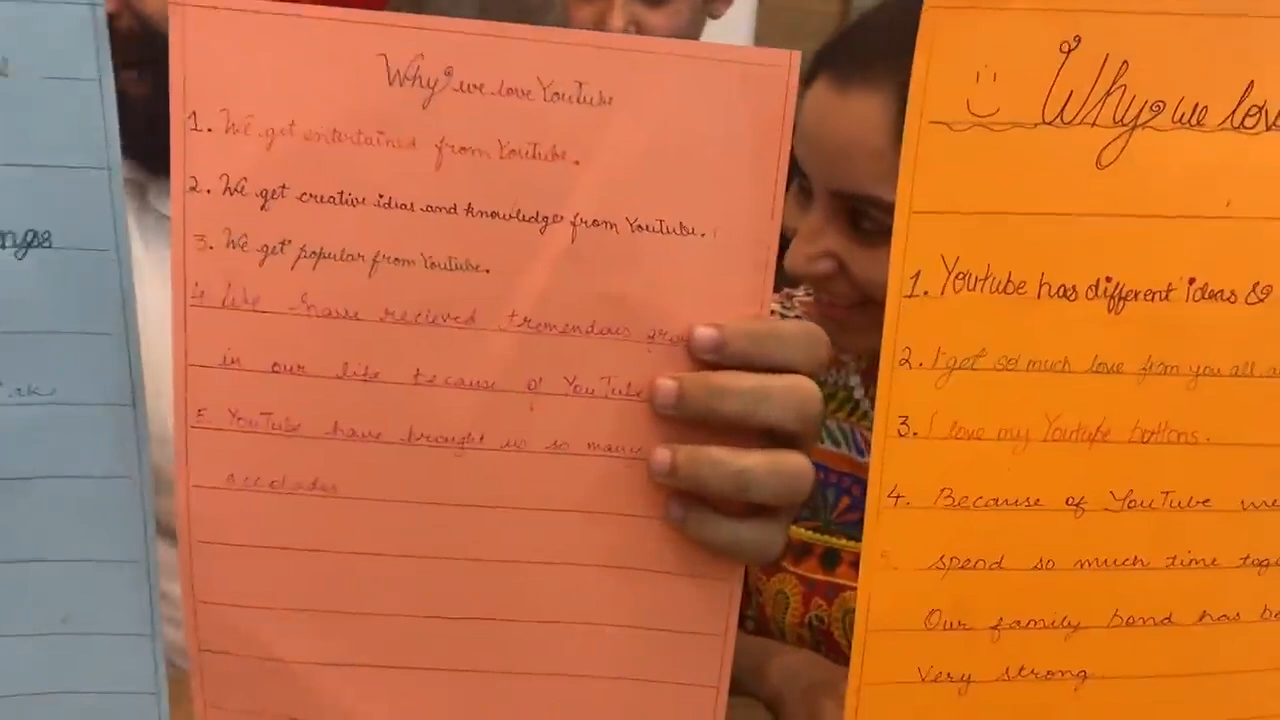 ngs
Why? we love YouTube
1. We get entertained from YouTube.
2. We get creative ideas and knowledge from YouTube.
3. We get popular from YouTube.
4. We have recieved tremendous
in our life because of YouTube
5. YouTube have brought us so many
accolades
Why? we
1. Youtube has different ideas &
2. I get so much love from you all
3. I love my Youtube buttons.
4. Because of YouTube
5. spend so much time
Our family bond has
very strong